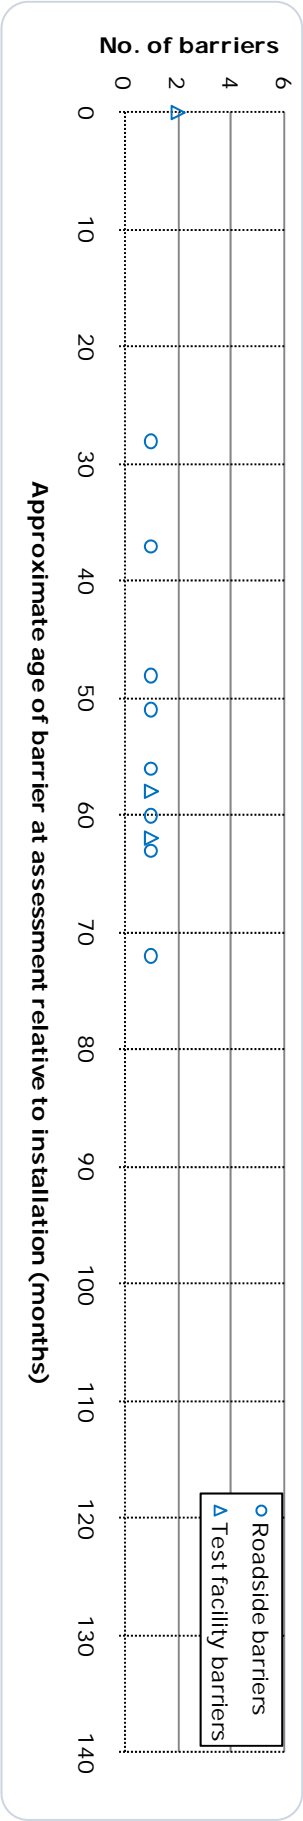 No. of barriers
6
4
2
0
0 10 20 30 40 50 60 70 80 90 100 110 120 130 140
Approximate age of barrier at assessment relative to installation (months)
Roadside barriers
Test facility barriers